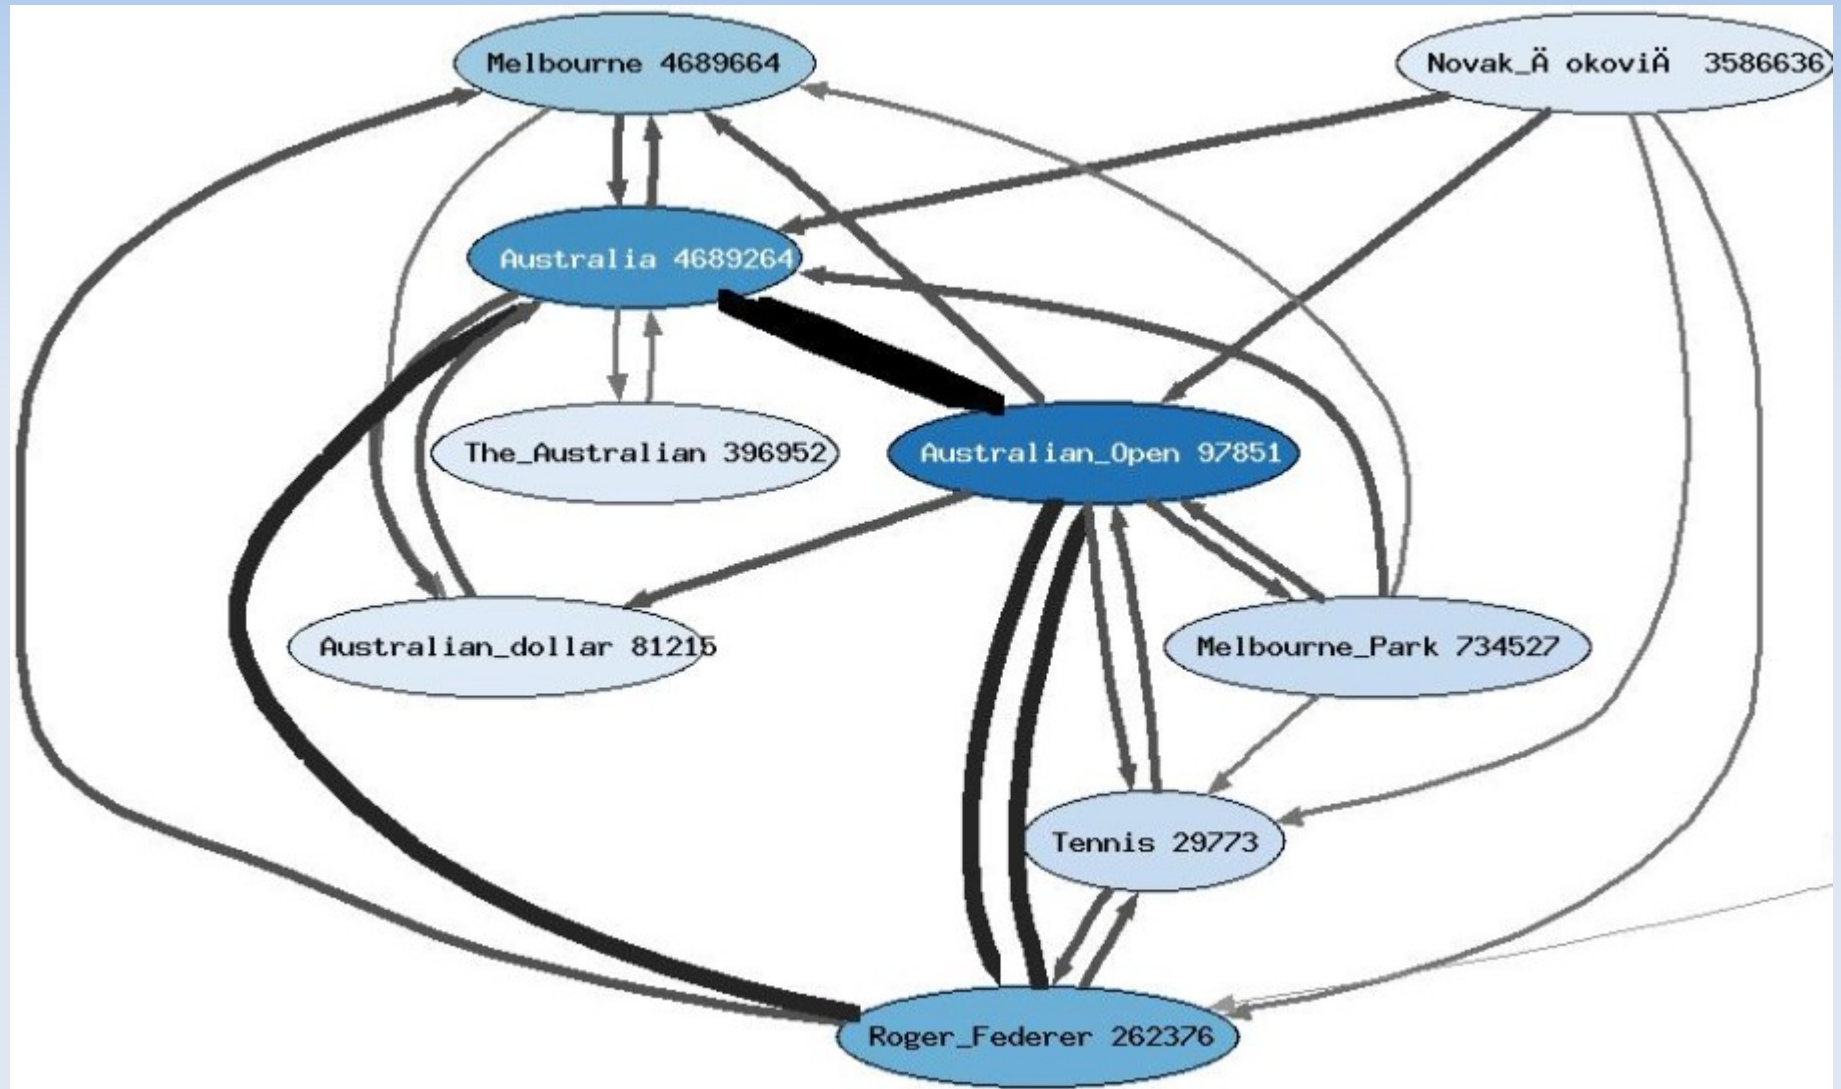 Melbourne 4689664
Novak_Ä okoviÄ 3586636
Australia 4689264
The_Australian 396952
Australian_Open 97851
Australian_dollar 81215
Melbourne_Park 734527
Tennis 29773
Roger_Federer 262376